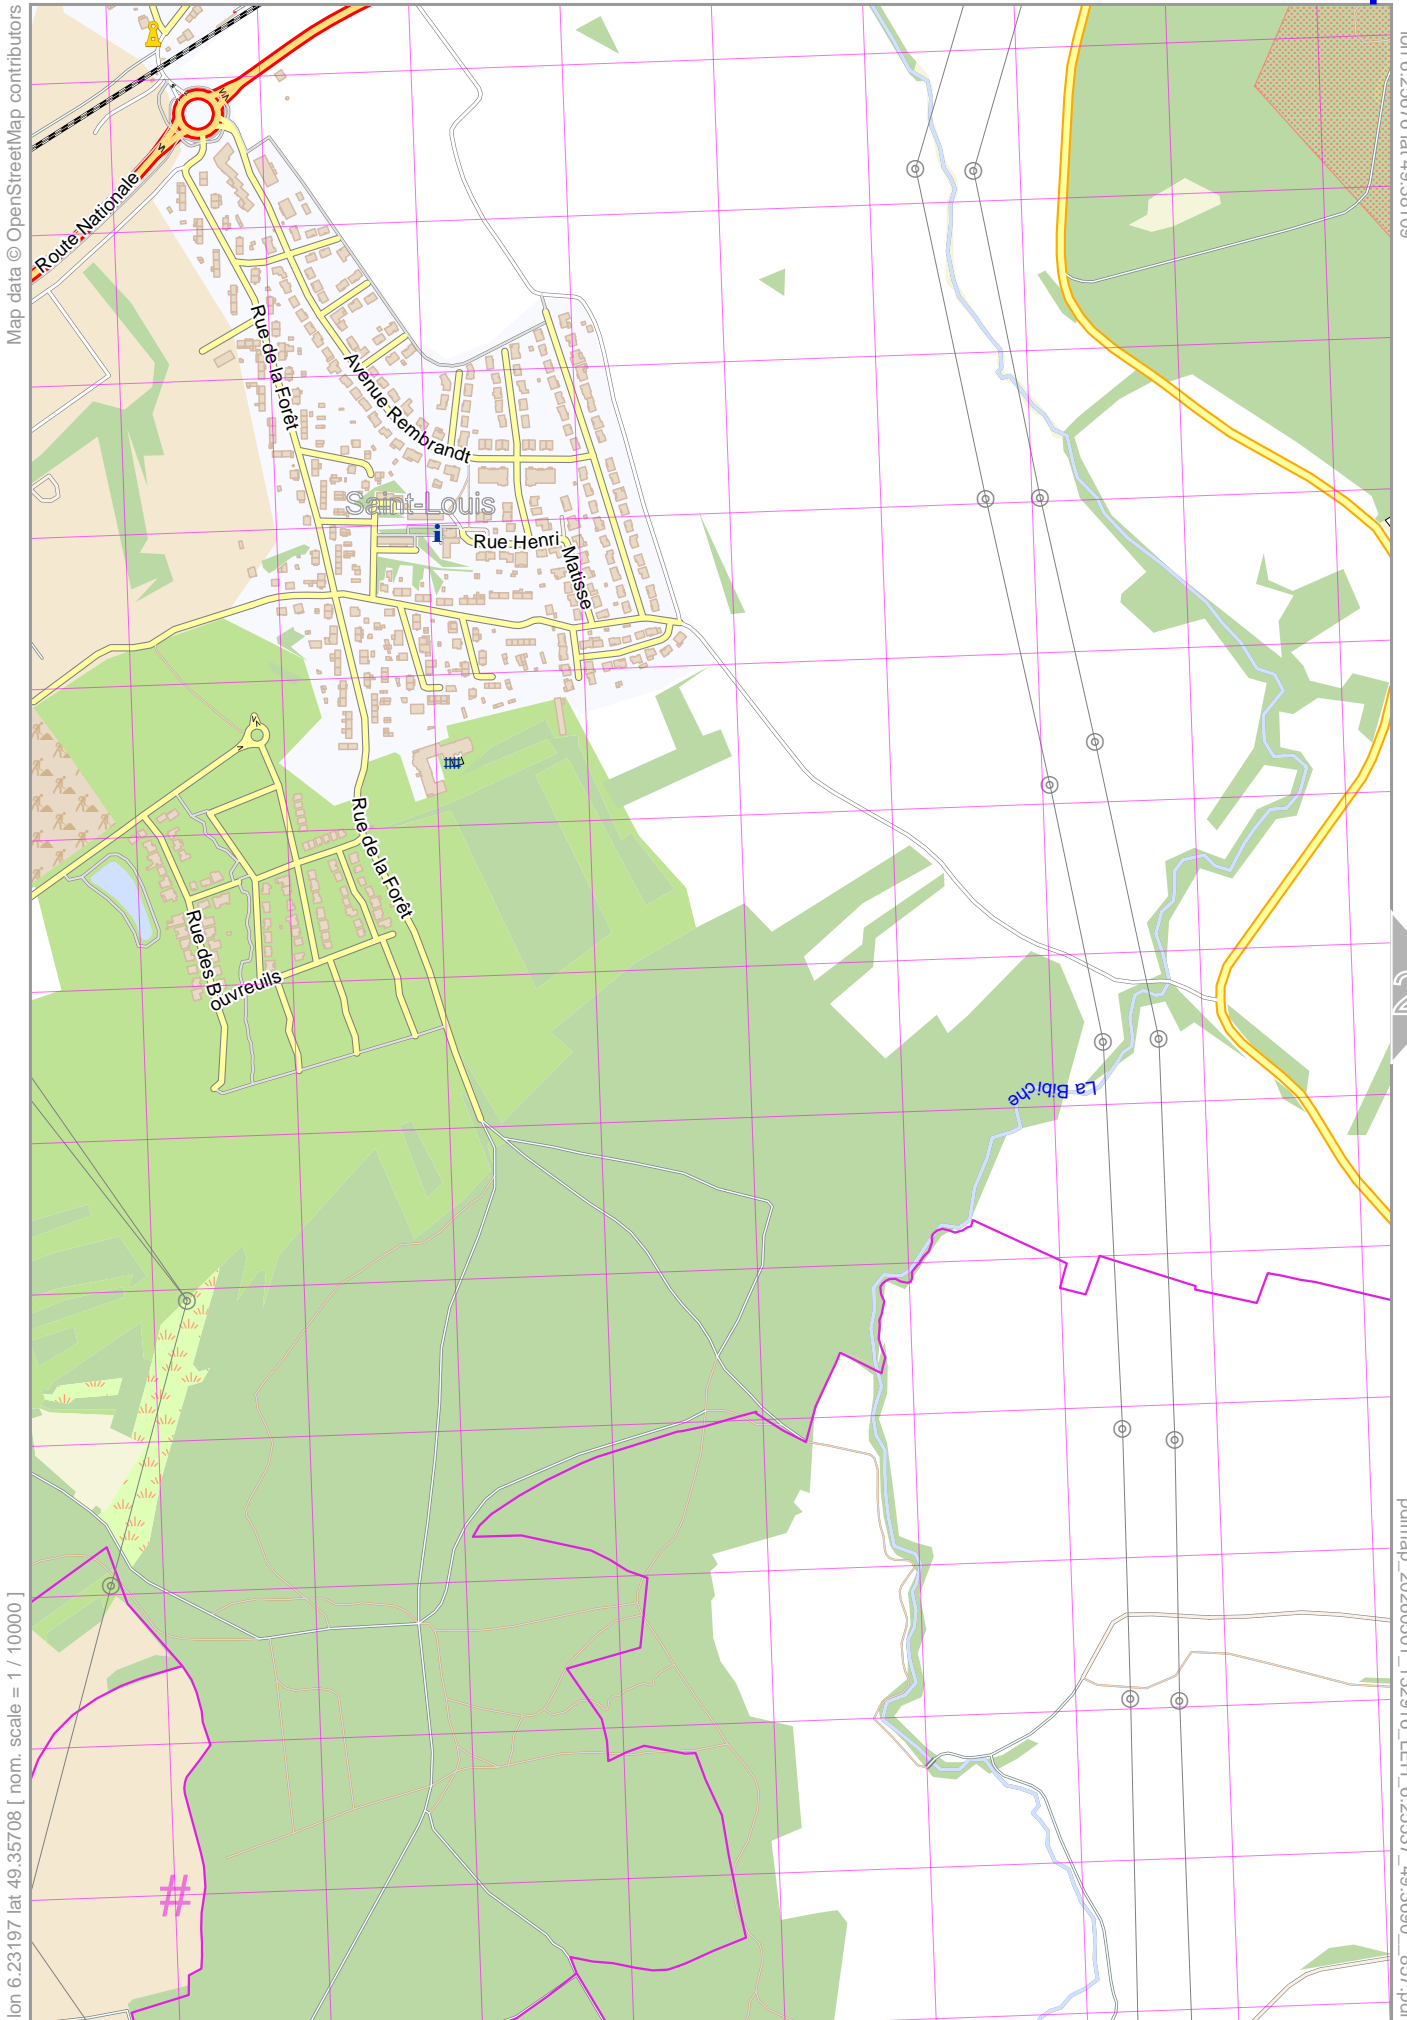 Map data © OpenStreetMap contributors
Route Nationale
Rue de la Forêt
Avenue Rembrandt
Saint-Louis
i
Rue Henri Matisse
Rue de la Forêt
Rue des Bouvreuils
La Bibiche
2
#
lon 6.23197 lat 49.35708 [ nom. scale = 1 / 10000 ]